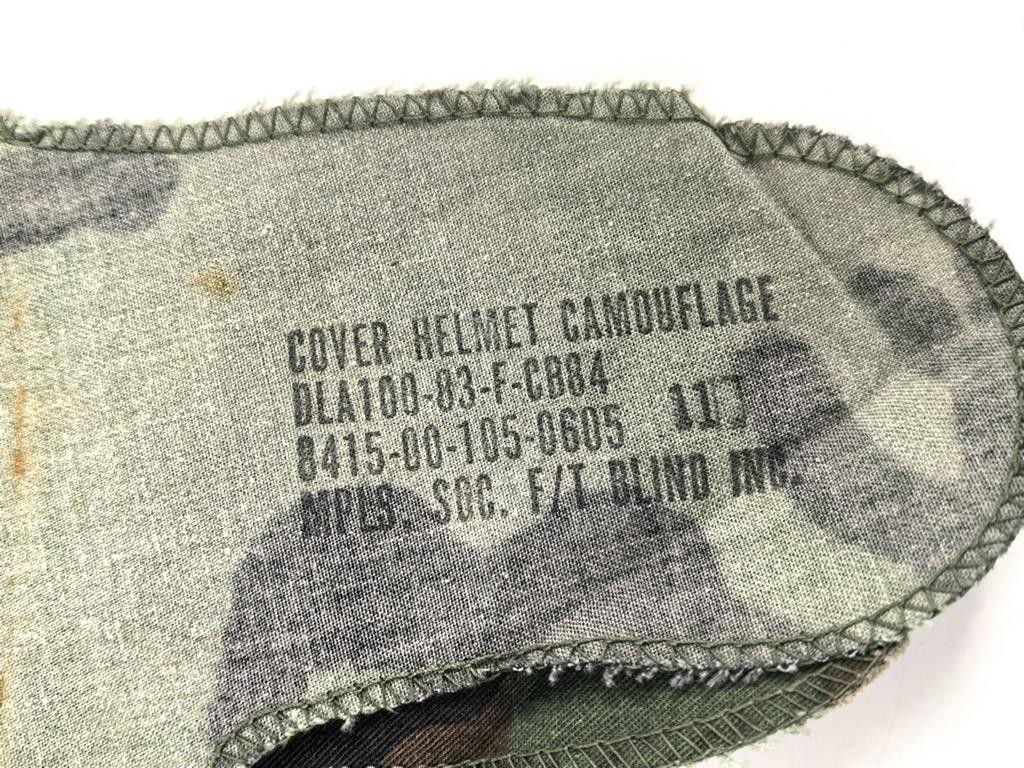 COVER HELMET CAMOUFLAGE
DLA100-83-F-CB84
8415-00-105-0605
MPLS. SOC. F/T BLIND INC.